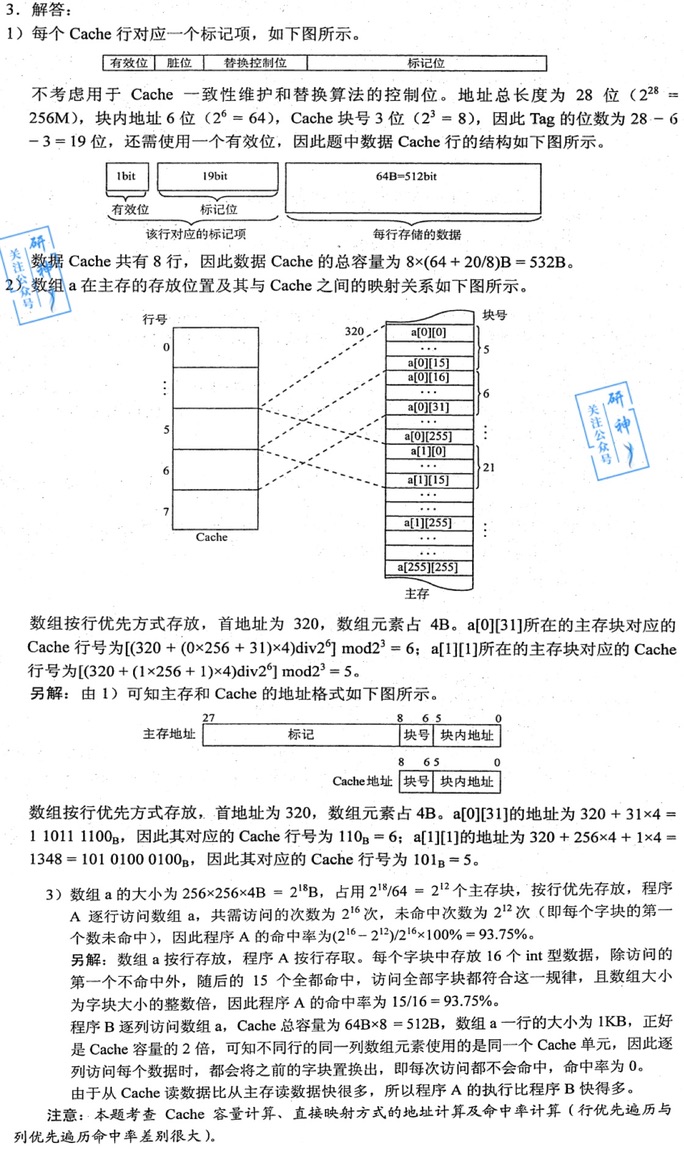 3. 解答：
1）每个 Cache 行对应一个标记项，如下图所示。
有效位 脏位 替换控制位 标记位
不考虑用于 Cache 一致性维护和替换算法的控制位。地址总长度为 28 位（2²⁸ =
256M），块内地址 6 位（2⁶ = 64），Cache 块号 3 位（2³ = 8），因此 Tag 的位数为 28 − 6
− 3 = 19 位，还需使用一个有效位，因此题中数据 Cache 行的结构如下图所示。
1bit 19bit 64B=512bit
有效位 标记位
该行对应的标记项 每行存储的数据
数据 Cache 共有 8 行，因此数据 Cache 的总容量为 8×(64 + 20/8)B = 532B。
2）数组 a 在主存的存放位置及其与 Cache 之间的映射关系如下图所示。
关注公众号
研神
行号 块号
320 a[0][0]
0 ··· 5
a[0][15]
a[0][16]
⋮ ··· 6
a[0][31]
···
5 a[0][255] ⋮
a[1][0]
6 ··· 21
a[1][15]
···
7 a[1][255] ⋮
···
Cache ···
a[255][255]
主存
关注公众号
研神
数组按行优先方式存放，首地址为 320，数组元素占 4B。a[0][31]所在的主存块对应的
Cache 行号为[(320 + (0×256 + 31)×4)div2⁶] mod2³ = 6；a[1][1]所在的主存块对应的 Cache
行号为[(320 + (1×256 + 1)×4)div2⁶] mod2³ = 5。
另解：由 1）可知主存和 Cache 的地址格式如下图所示。
27 8 6 5 0
主存地址 标记 块号 块内地址
8 6 5 0
Cache地址 块号 块内地址
数组按行优先方式存放，首地址为 320，数组元素占 4B。a[0][31]的地址为 320 + 31×4 =
1 1011 1100_B，因此其对应的 Cache 行号为 110_B = 6；a[1][1]的地址为 320 + 256×4 + 1×4 =
1348 = 101 0100 0100_B，因此其对应的 Cache 行号为 101_B = 5。
3）数组 a 的大小为 256×256×4B = 2¹⁸B，占用 2¹⁸/64 = 2¹²个主存块，按行优先存放，程序
A 逐行访问数组 a，共需访问的次数为 2¹⁶次，未命中次数为 2¹²次（即每个字块的第一
个数未命中），因此程序 A 的命中率为(2¹⁶ − 2¹²)/2¹⁶×100% = 93.75%。
另解：数组 a 按行存放，程序 A 按行存取。每个字块中存放 16 个 int 型数据，除访问的
第一个不命中外，随后的 15 个全都命中，访问全部字块都符合这一规律，且数组大小
为字块大小的整数倍，因此程序 A 的命中率为 15/16 = 93.75%。
程序 B 逐列访问数组 a，Cache 总容量为 64B×8 = 512B，数组 a 一行的大小为 1KB，正好
是 Cache 容量的 2 倍，可知不同行的同一列数组元素使用的是同一个 Cache 单元，因此逐
列访问每个数据时，都会将之前的字块置换出，即每次访问都不会命中，命中率为 0。
由于从 Cache 读数据比从主存读数据快很多，所以程序 A 的执行比程序 B 快得多。
注意：本题考查 Cache 容量计算、直接映射方式的地址计算及命中率计算（行优先遍历与
列优先遍历命中率差别很大）。